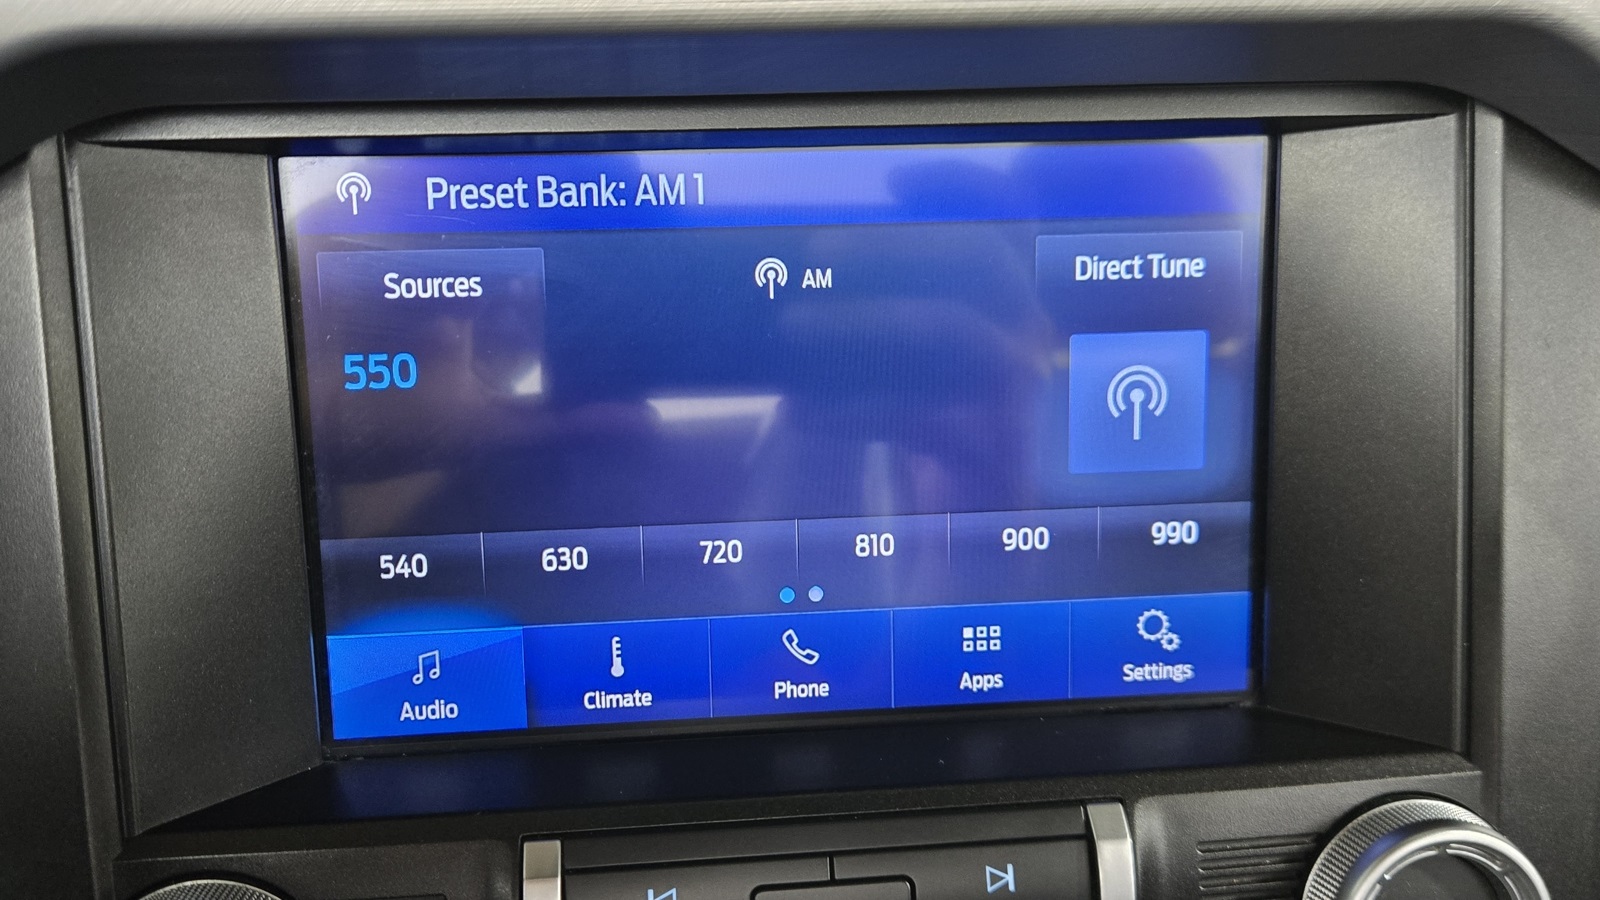 Preset Bank: AM 1
Sources
AM
Direct Tune
550
540 630 720 810 900 990
Audio Climate Phone Apps Settings